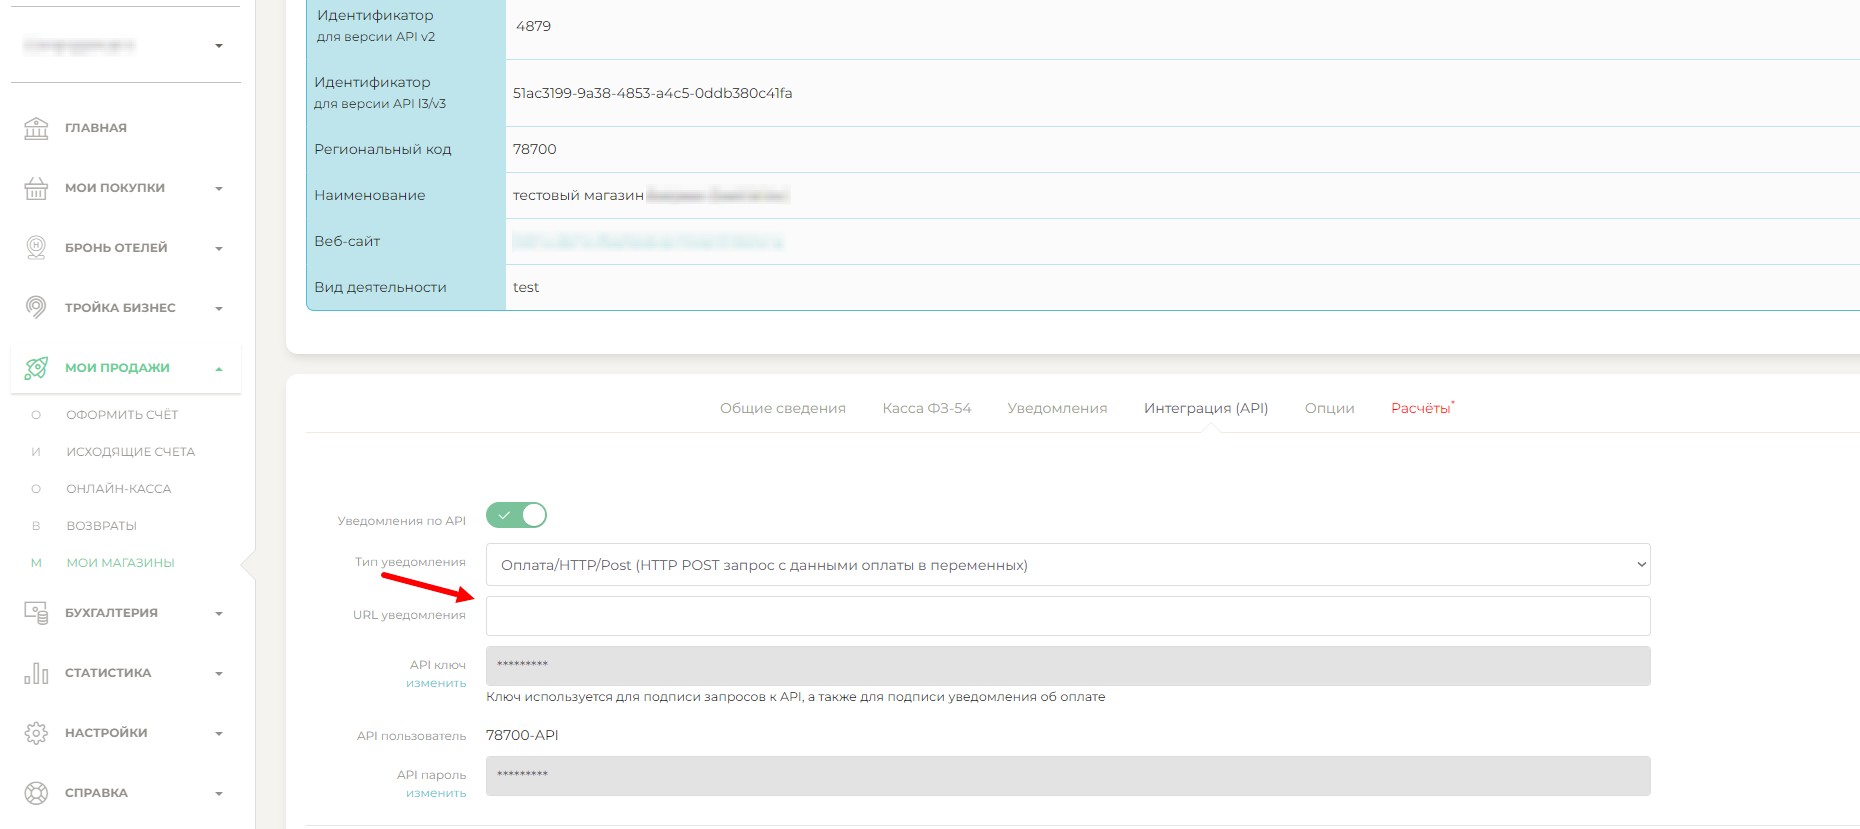 ГЛАВНАЯ
МОИ ПОКУПКИ
БРОНЬ ОТЕЛЕЙ
ТРОЙКА БИЗНЕС
МОИ ПРОДАЖИ
О ОФОРМИТЬ СЧЁТ
И ИСХОДЯЩИЕ СЧЕТА
О ОНЛАЙН-КАССА
В ВОЗВРАТЫ
М МОИ МАГАЗИНЫ
БУХГАЛТЕРИЯ
СТАТИСТИКА
НАСТРОЙКИ
СПРАВКА
Идентификатор
для версии API v2
4879
Идентификатор
для версии API I3/v3
51ac3199-9a38-4853-a4c5-0ddb380c41fa
Региональный код 78700
Наименование тестовый магазин
Веб-сайт
Вид деятельности test
Общие сведения Касса ФЗ-54 Уведомления Интеграция (API) Опции Расчёты*
Уведомления по API
Тип уведомления Оплата/HTTP/Post (HTTP POST запрос с данными оплаты в переменных)
URL уведомления
API ключ *********
изменить
Ключ используется для подписи запросов к API, а также для подписи уведомления об оплате
API пользователь 78700-API
API пароль *********
изменить